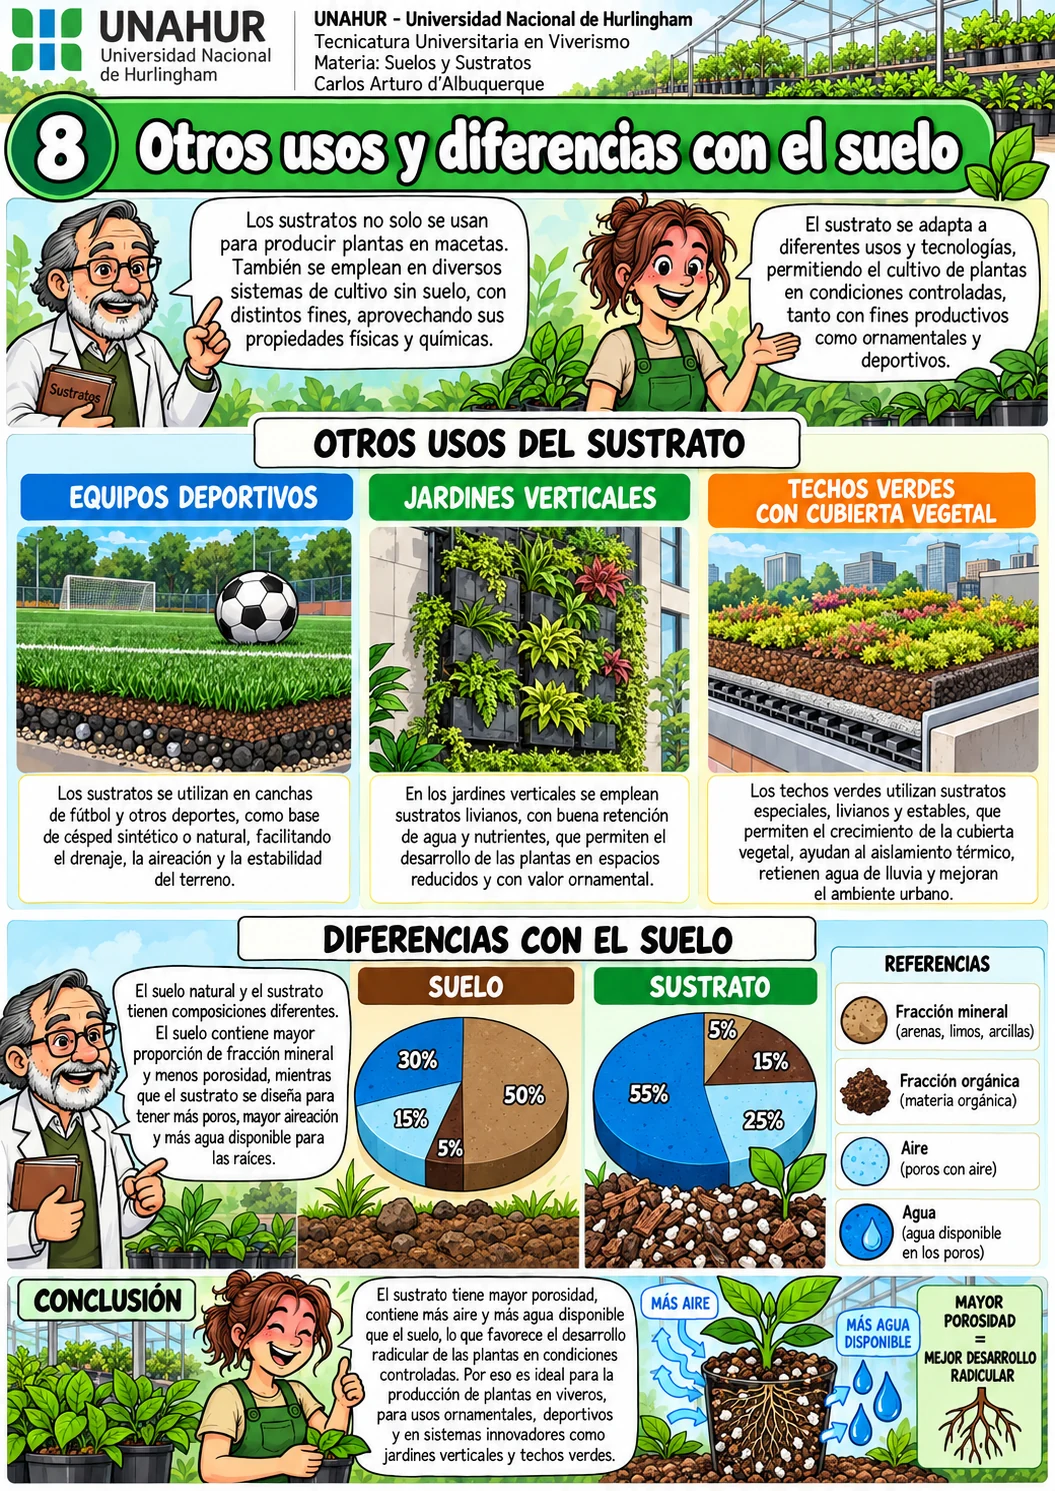 UNAHUR
Universidad Nacional
de Hurlingham
UNAHUR - Universidad Nacional de Hurlingham
Tecnicatura Universitaria en Viverismo
Materia: Suelos y Sustratos
Carlos Arturo d'Albuquerque
8 Otros usos y diferencias con el suelo
Los sustratos no solo se usan
para producir plantas en macetas.
También se emplean en diversos
sistemas de cultivo sin suelo, con
distintos fines, aprovechando sus
propiedades físicas y químicas.
Sustratos
El sustrato se adapta a
diferentes usos y tecnologías,
permitiendo el cultivo de plantas
en condiciones controladas,
tanto con fines productivos
como ornamentales y
deportivos.
OTROS USOS DEL SUSTRATO
EQUIPOS DEPORTIVOS
Los sustratos se utilizan en canchas
de fútbol y otros deportes, como base
de césped sintético o natural, facilitando
el drenaje, la aireación y la estabilidad
del terreno.
JARDINES VERTICALES
En los jardines verticales se emplean
sustratos livianos, con buena retención
de agua y nutrientes, que permiten el
desarrollo de las plantas en espacios
reducidos y con valor ornamental.
TECHOS VERDES
CON CUBIERTA VEGETAL
Los techos verdes utilizan sustratos
especiales, livianos y estables, que
permiten el crecimiento de la cubierta
vegetal, ayudan al aislamiento térmico,
retienen agua de lluvia y mejoran
el ambiente urbano.
DIFERENCIAS CON EL SUELO
El suelo natural y el sustrato
tienen composiciones diferentes.
El suelo contiene mayor
proporción de fracción mineral
y menos porosidad, mientras
que el sustrato se diseña para
tener más poros, mayor aireación
y más agua disponible para
las raíces.
SUELO
30%
50%
15%
5%
SUSTRATO
5%
15%
55%
25%
REFERENCIAS
Fracción mineral
(arenas, limos, arcillas)
Fracción orgánica
(materia orgánica)
Aire
(poros con aire)
Agua
(agua disponible
en los poros)
CONCLUSIÓN
El sustrato tiene mayor porosidad,
contiene más aire y más agua disponible
que el suelo, lo que favorece el desarrollo
radicular de las plantas en condiciones
controladas. Por eso es ideal para la
producción de plantas en viveros,
para usos ornamentales, deportivos
y en sistemas innovadores como
jardines verticales y techos verdes.
MÁS AIRE
MÁS AGUA
DISPONIBLE
MAYOR
POROSIDAD
=
MEJOR DESARROLLO
RADICULAR